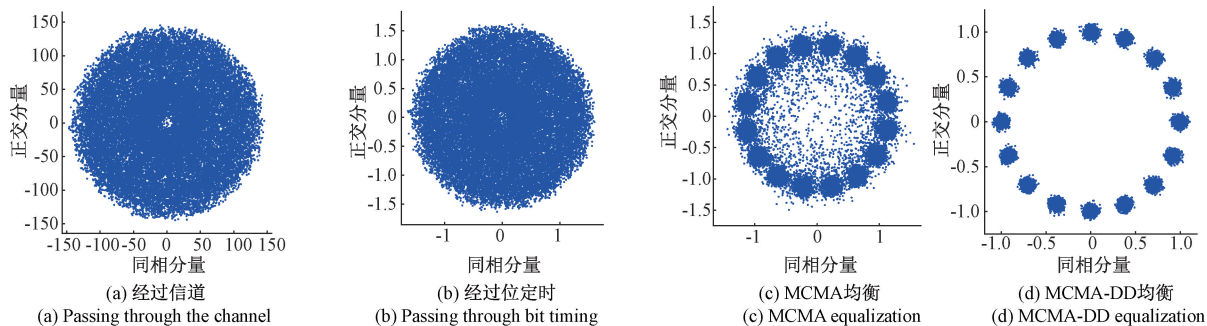 150
100
50
0
-50
-100
-150
-150 -100 -50 0 50 100 150
正交分量
同相分量
(a) 经过信道
(a) Passing through the channel
1.5
1.0
0.5
0
-0.5
-1.0
-1.5
-1 0 1
正交分量
同相分量
(b) 经过位定时
(b) Passing through bit timing
1.5
1.0
0.5
0
-0.5
-1.0
-1.5
-1 0 1
正交分量
同相分量
(c) MCMA均衡
(c) MCMA equalization
1.0
0.5
0
-0.5
-1.0
-1.0 -0.5 0 0.5 1.0
正交分量
同相分量
(d) MCMA-DD均衡
(d) MCMA-DD equalization